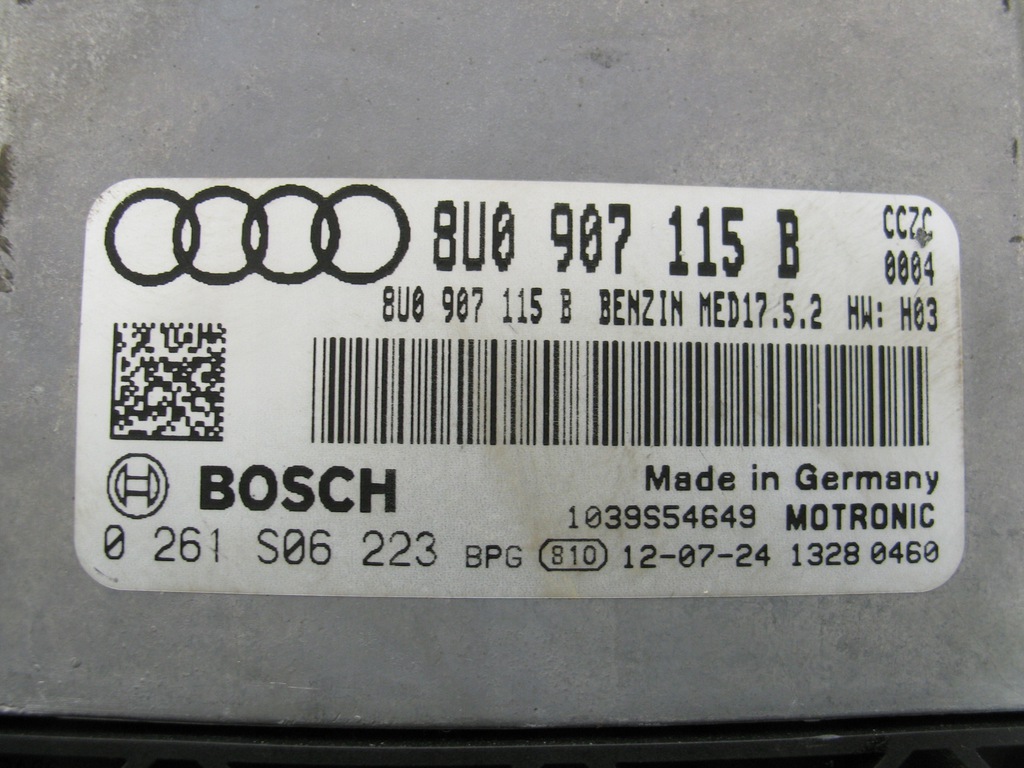 8U0 907 115 B
CCZC
0004
8U0 907 115 B BENZIN MED17.5.2 HW: H03
BOSCH
Made in Germany
1039S54649 MOTRONIC
0 261 S06 223 BPG 810 12-07-24 1328 0460